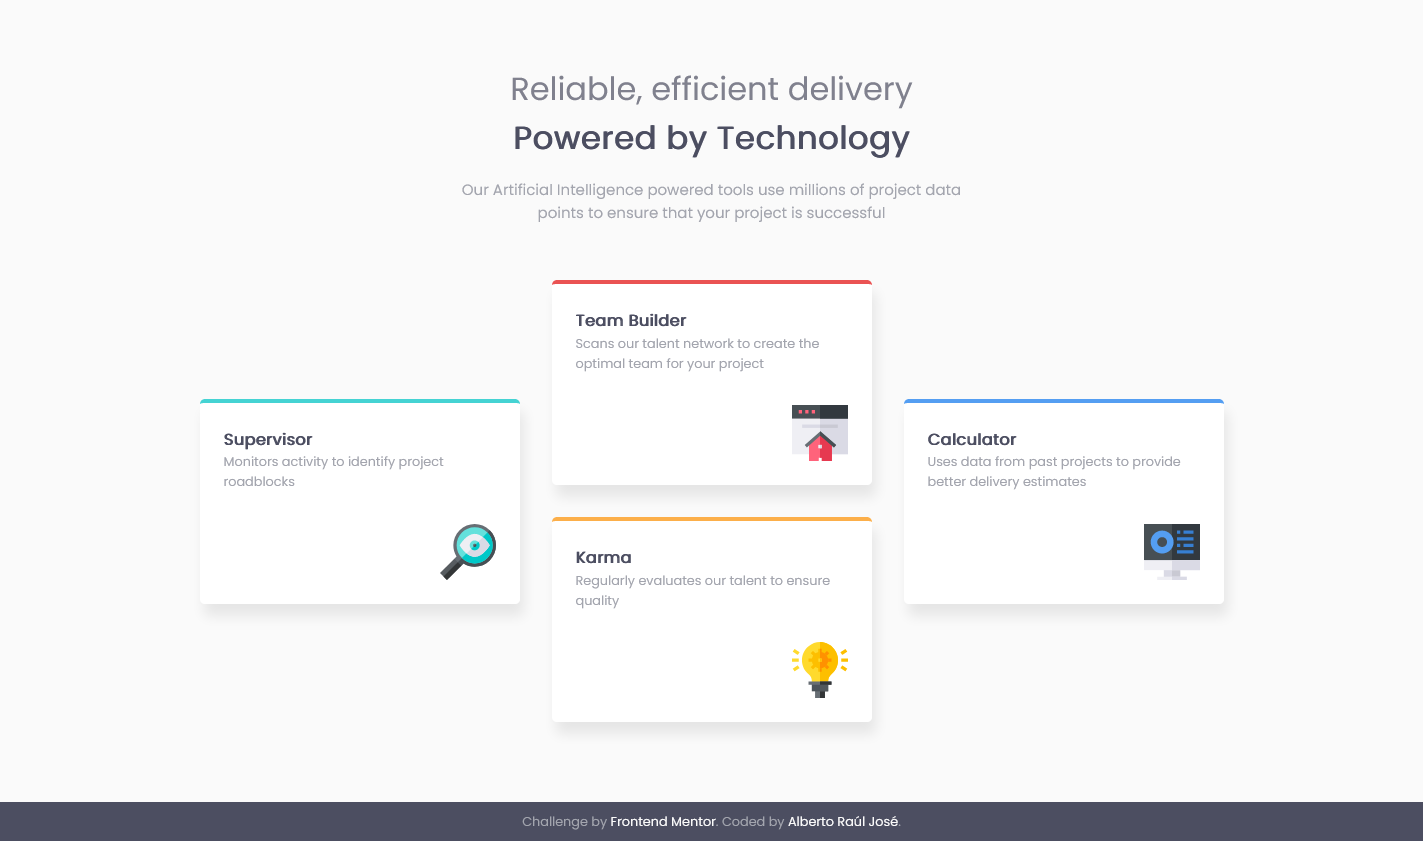 Reliable, efficient delivery
Powered by Technology
Our Artificial Intelligence powered tools use millions of project data
points to ensure that your project is successful
Supervisor
Monitors activity to identify project
roadblocks
Team Builder
Scans our talent network to create the
optimal team for your project
Karma
Regularly evaluates our talent to ensure
quality
Calculator
Uses data from past projects to provide
better delivery estimates
Challenge by Frontend Mentor. Coded by Alberto Raúl José.